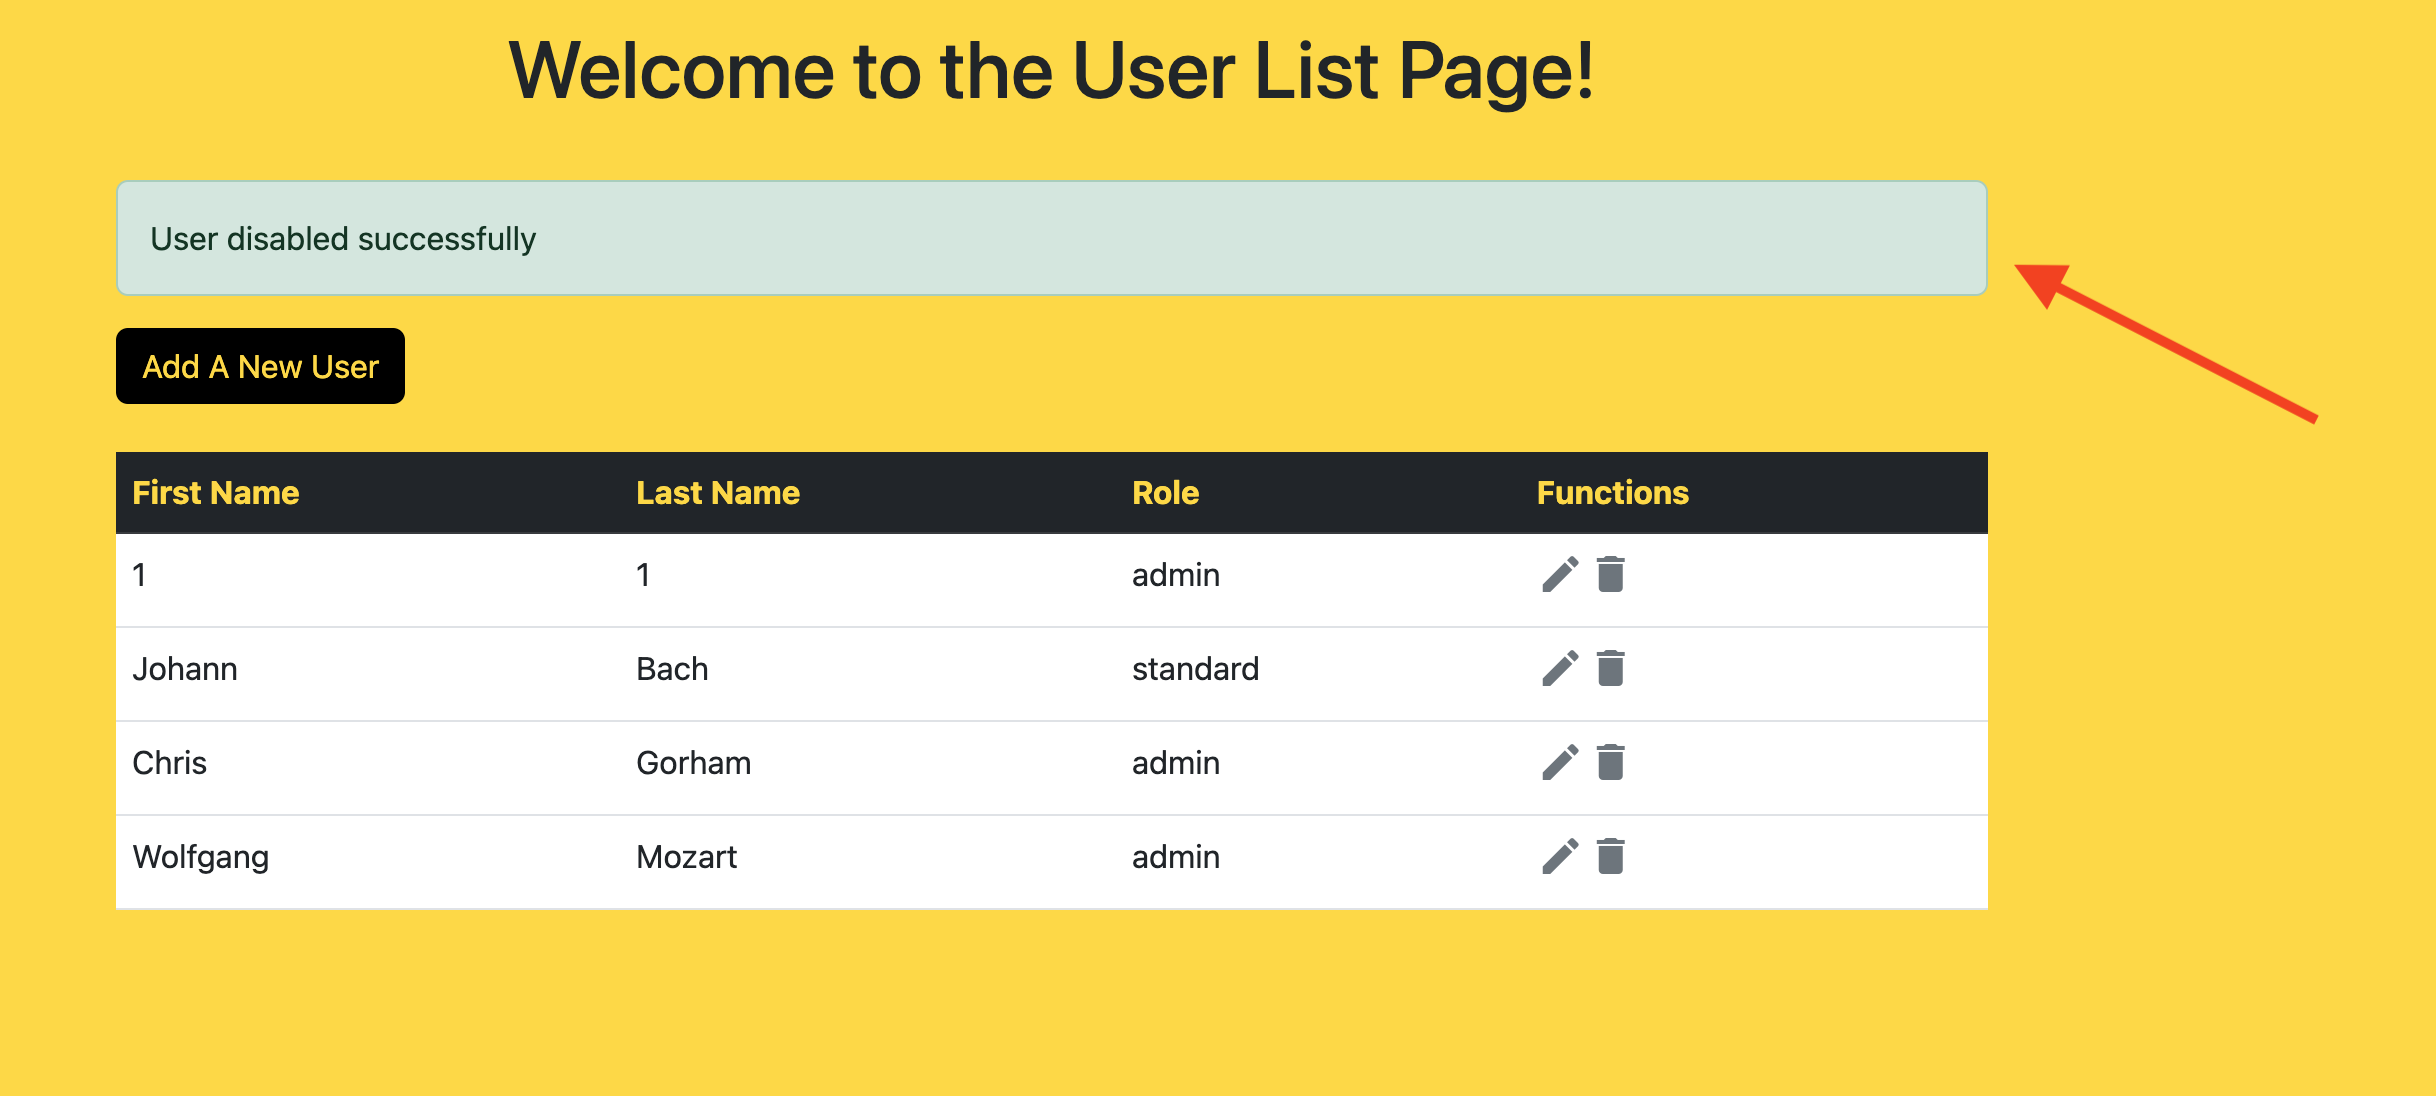 Welcome to the User List Page!
User disabled successfully
Add A New User
First Name Last Name Role Functions
1 1 admin
Johann Bach standard
Chris Gorham admin
Wolfgang Mozart admin